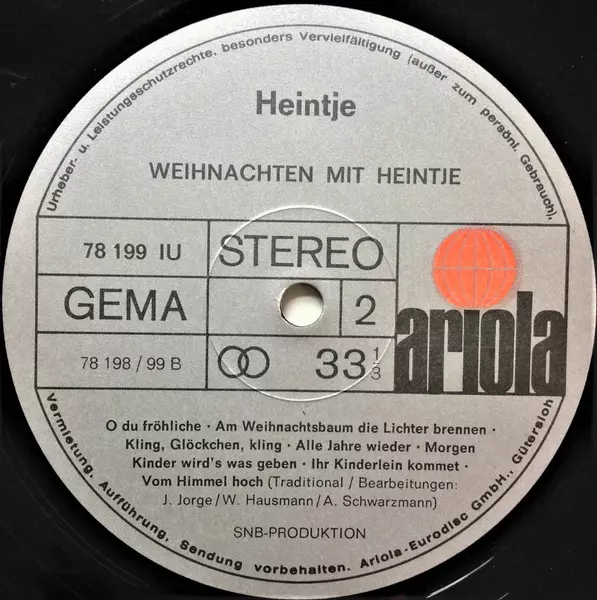 Urheber- u. Leistungsschutzrechte, besonders Vervielfältigung (außer zum persönl. Gebrauch),
Heintje
WEIHNACHTEN MIT HEINTJE
78 199 IU
STEREO
GEMA
2
ariola
78 198 / 99 B
33 1/3
O du fröhliche · Am Weihnachtsbaum die Lichter brennen ·
Kling, Glöckchen, kling · Alle Jahre wieder · Morgen
Kinder wird's was geben · Ihr Kinderlein kommet ·
Vom Himmel hoch (Traditional / Bearbeitungen:
J. Jorge / W. Hausmann / A. Schwarzmann)
SNB-PRODUKTION
Vermietung, Aufführung, Sendung vorbehalten. Ariola-Eurodisc GmbH., Gütersloh